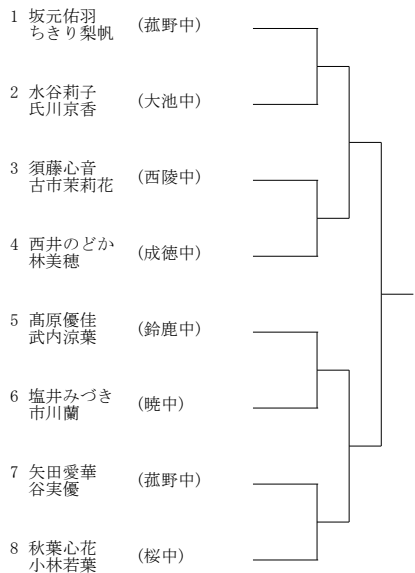 1 坂元佑羽
ちきり梨帆 (菰野中)
2 水谷莉子
氏川京香 (大池中)
3 須藤心音
古市茉莉花 (西陵中)
4 西井のどか
林美穂 (成徳中)
5 髙原優佳
武内涼葉 (鈴鹿中)
6 塩井みづき
市川蘭 (暁中)
7 矢田愛華
谷実優 (菰野中)
8 秋葉心花
小林若葉 (桜中)